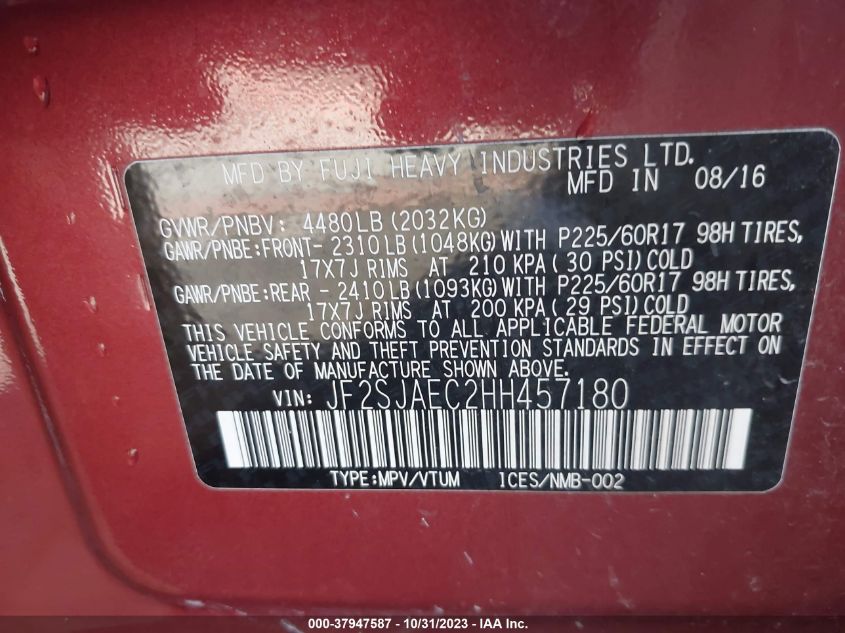 MFD BY FUJI HEAVY INDUSTRIES LTD.
MFD IN 08/16
GVWR/PNBV: 4480LB (2032KG)
GAWR/PNBE:FRONT- 2310LB (1048KG) WITH P225/60R17 98H TIRES,
17X7J RIMS AT 210 KPA ( 30 PSI) COLD
GAWR/PNBE:REAR - 2410LB (1093KG) WITH P225/60R17 98H TIRES,
17X7J RIMS AT 200 KPA ( 29 PSI) COLD
THIS VEHICLE CONFORMS TO ALL APPLICABLE FEDERAL MOTOR
VEHICLE SAFETY AND THEFT PREVENTION STANDARDS IN EFFECT ON
THE DATE OF MANUFACTURE SHOWN ABOVE.
VIN: JF2SJAEC2HH457180
TYPE:MPV/VTUM ICES/NMB-002
000-37947587 - 10/31/2023 - IAA Inc.